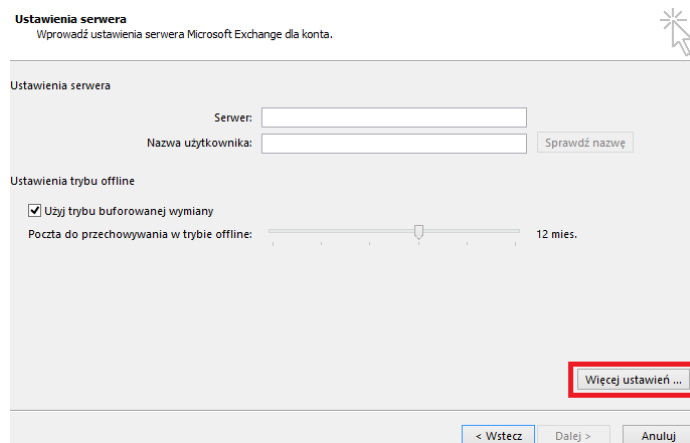 Ustawienia serwera
Wprowadź ustawienia serwera Microsoft Exchange dla konta.
Ustawienia serwera
Serwer:
Nazwa użytkownika:
Sprawdź nazwę
Ustawienia trybu offline
Użyj trybu buforowanej wymiany
Poczta do przechowywania w trybie offline:
12 mies.
Więcej ustawień ...
< Wstecz
Dalej >
Anuluj